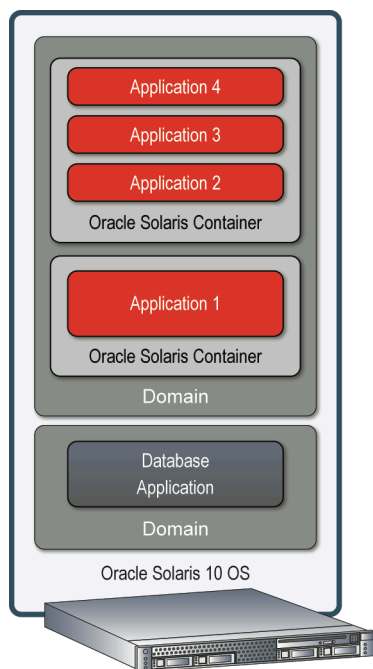 Application 4
Application 3
Application 2
Oracle Solaris Container
Application 1
Oracle Solaris Container
Domain
Database
Application
Domain
Oracle Solaris 10 OS